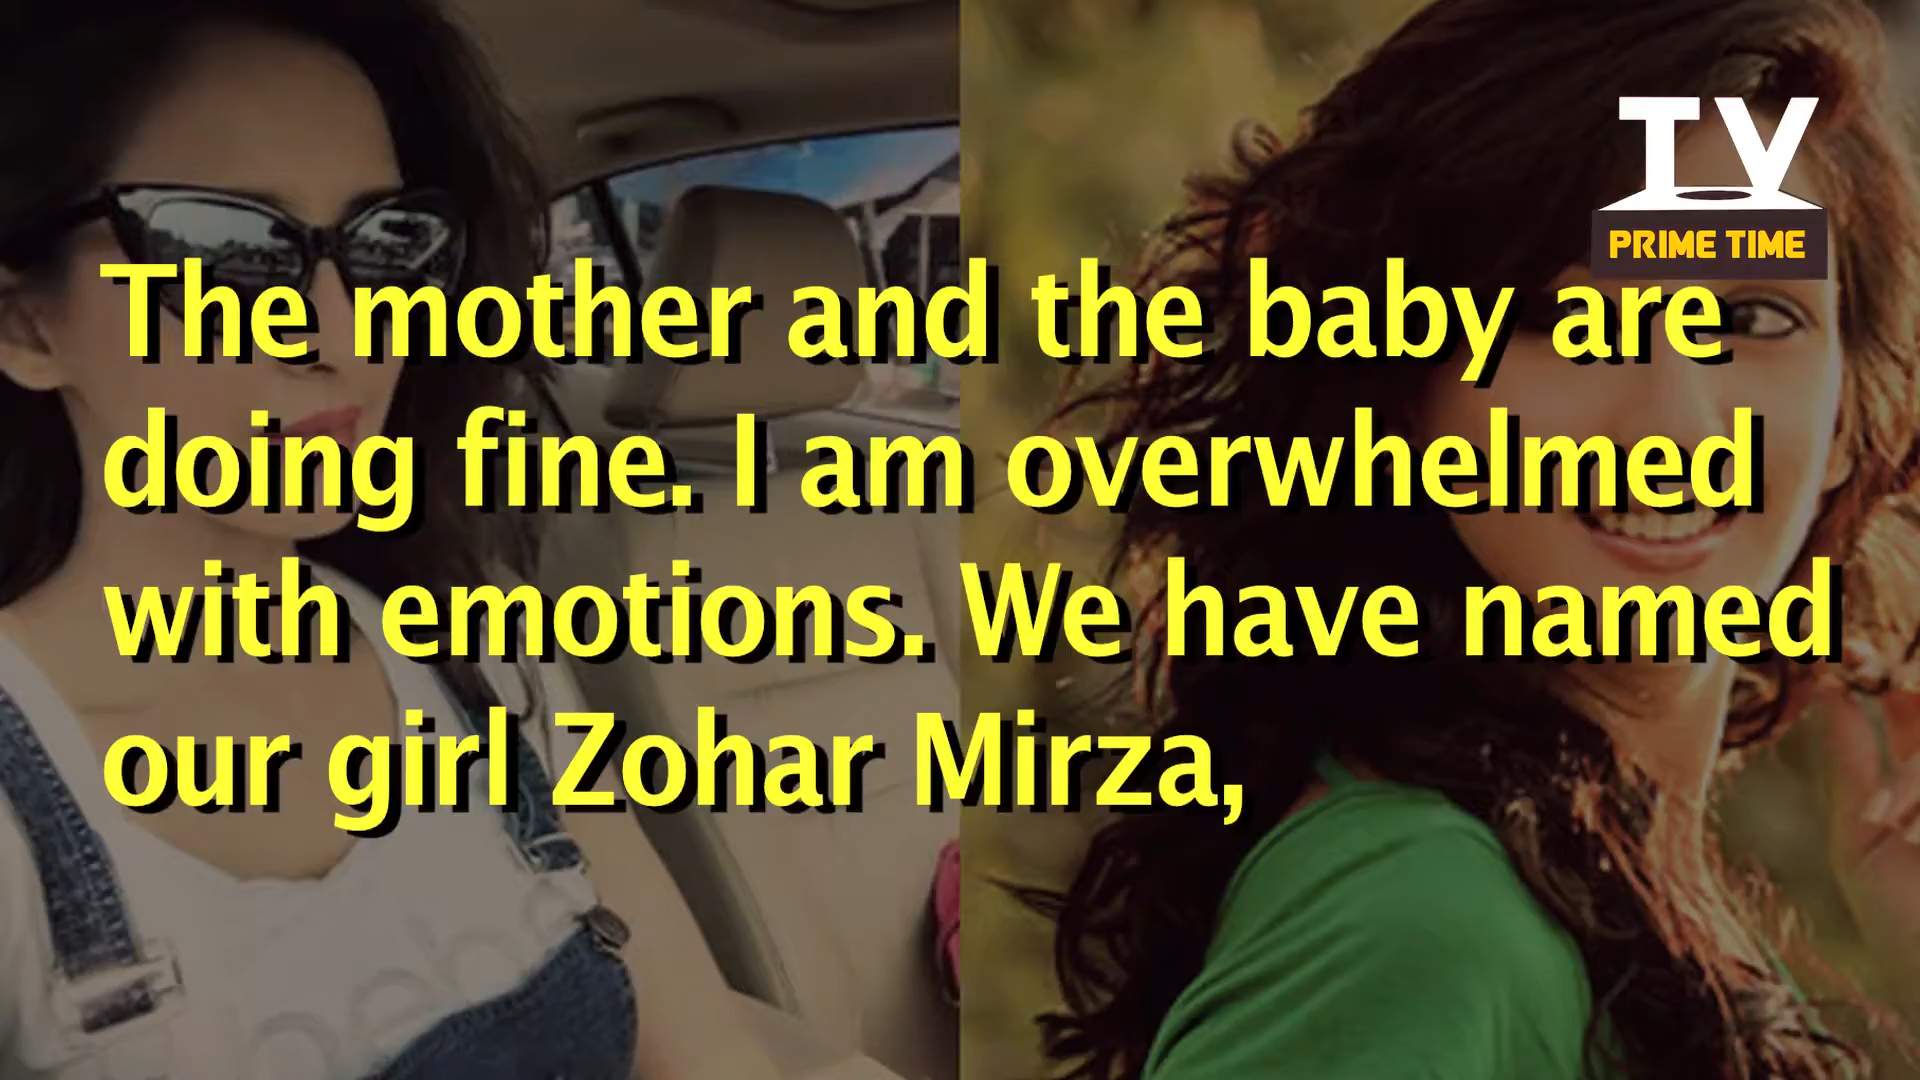 TV
PRIME TIME
The mother and the baby are
doing fine. I am overwhelmed
with emotions. We have named
our girl Zohar Mirza,